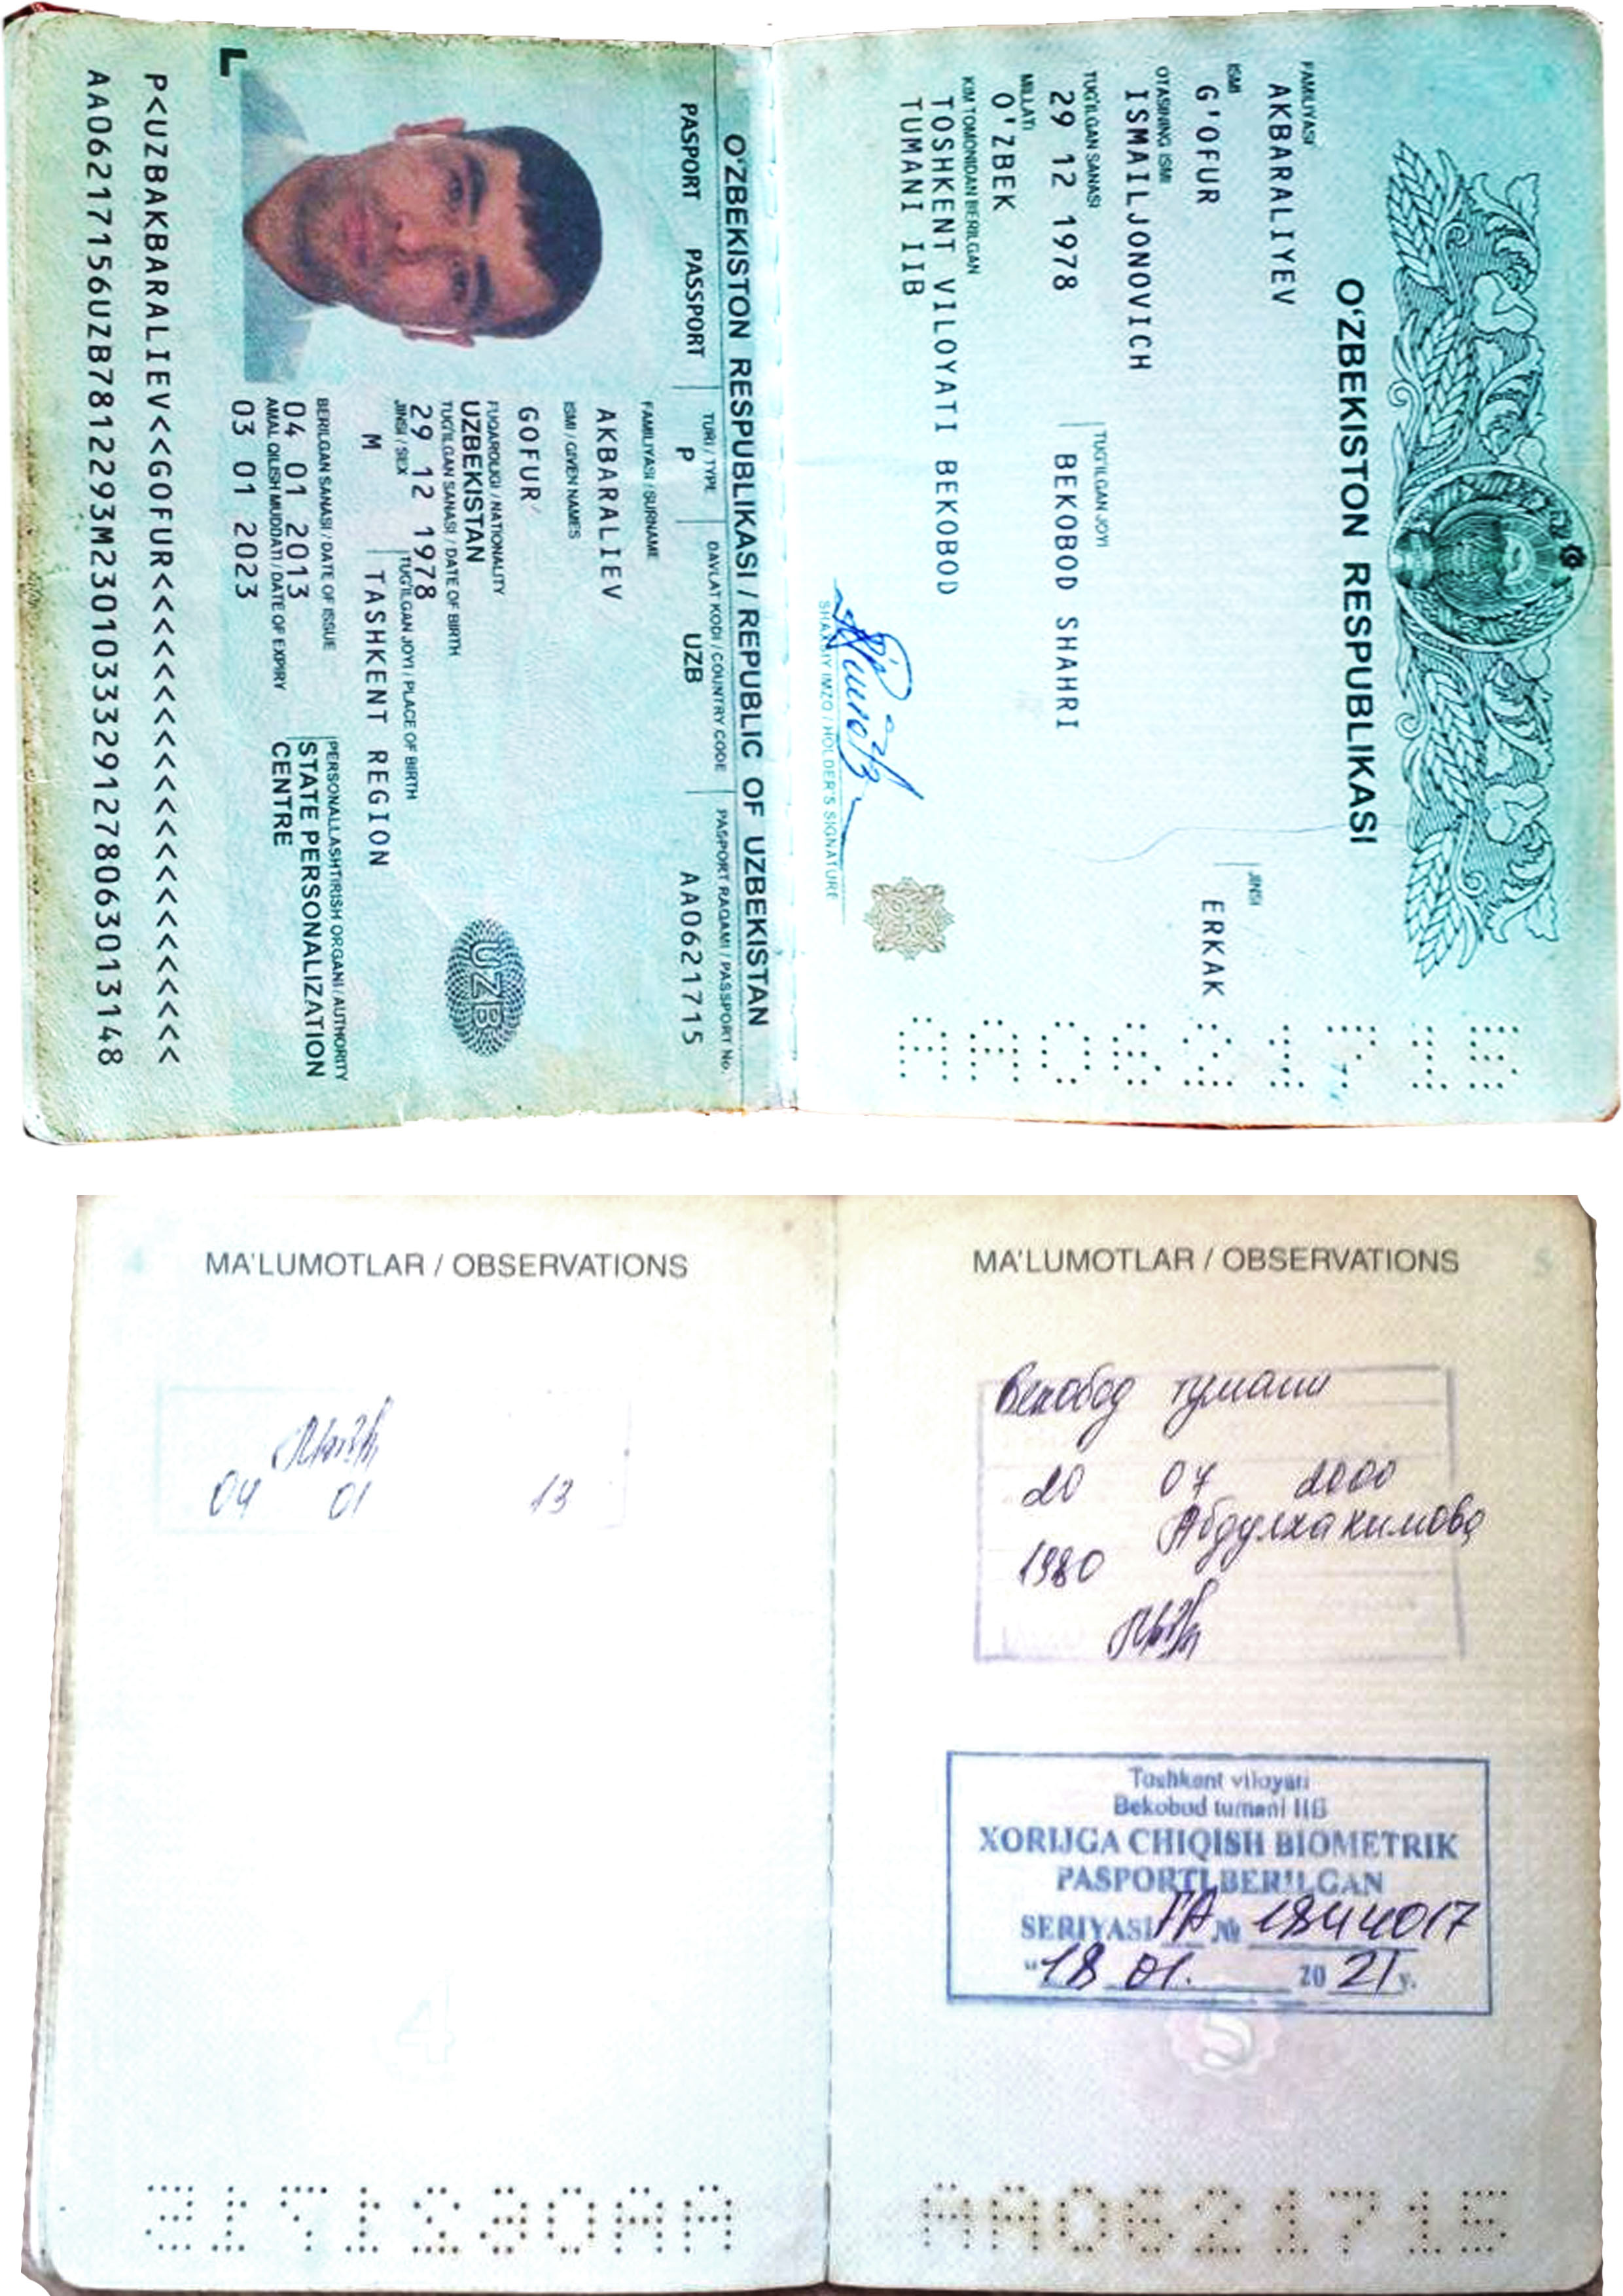 O'ZBEKISTON RESPUBLIKASI
FAMILIYASI
AKBARALIYEV
ISMI
G'OFUR
JINSI
ERKAK
OTASINING ISMI
ISMAILJONOVICH
TUG'ILGAN SANASI
29 12 1978
TUG'ILGAN JOYI
BEKOBOD SHAHRI
MILLATI
O'ZBEK
KIM TOMONIDAN BERILGAN
TOSHKENT VILOYATI BEKOBOD
TUMANI IIB
SHAXSIY IMZO / HOLDER'S SIGNATURE
AA0621715
O'ZBEKISTON RESPUBLIKASI / REPUBLIC OF UZBEKISTAN
PASPORT PASSPORT
TURI / TYPE
P
DAVLAT KODI / COUNTRY CODE
UZB
PASPORT RAQAMI / PASSPORT No.
AA0621715
FAMILIYASI / SURNAME
AKBARALIEV
ISMI / GIVEN NAMES
GOFUR
FUQAROLIGI / NATIONALITY
UZBEKISTAN
TUG'ILGAN SANASI / DATE OF BIRTH
29 12 1978
JINSI / SEX
M
TUG'ILGAN JOYI / PLACE OF BIRTH
TASHKENT REGION
BERILGAN SANASI / DATE OF ISSUE
04 01 2013
AMAL QILISH MUDDATI / DATE OF EXPIRY
03 01 2023
PERSONALLASHTIRISH ORGANI / AUTHORITY
STATE PERSONALIZATION
CENTRE
UZB
P<UZBAKBARALIEV<<GOFUR<<<<<<<<<<<<<<<<<<<<<<
AA06217156UZB7812293M23010333291278063013148
MA'LUMOTLAR / OBSERVATIONS
04 01 13
4
AA0621715
MA'LUMOTLAR / OBSERVATIONS
5
Бекобод тумани
20 07 2000
Абдулхакимова
1980
Toshkent viloyati
Bekobod tumani IIB
XORIJGA CHIQISH BIOMETRIK
PASPORTI BERILGAN
SERIYASI FA № 1844017
"18 01. 2021 y.
5
AA0621715